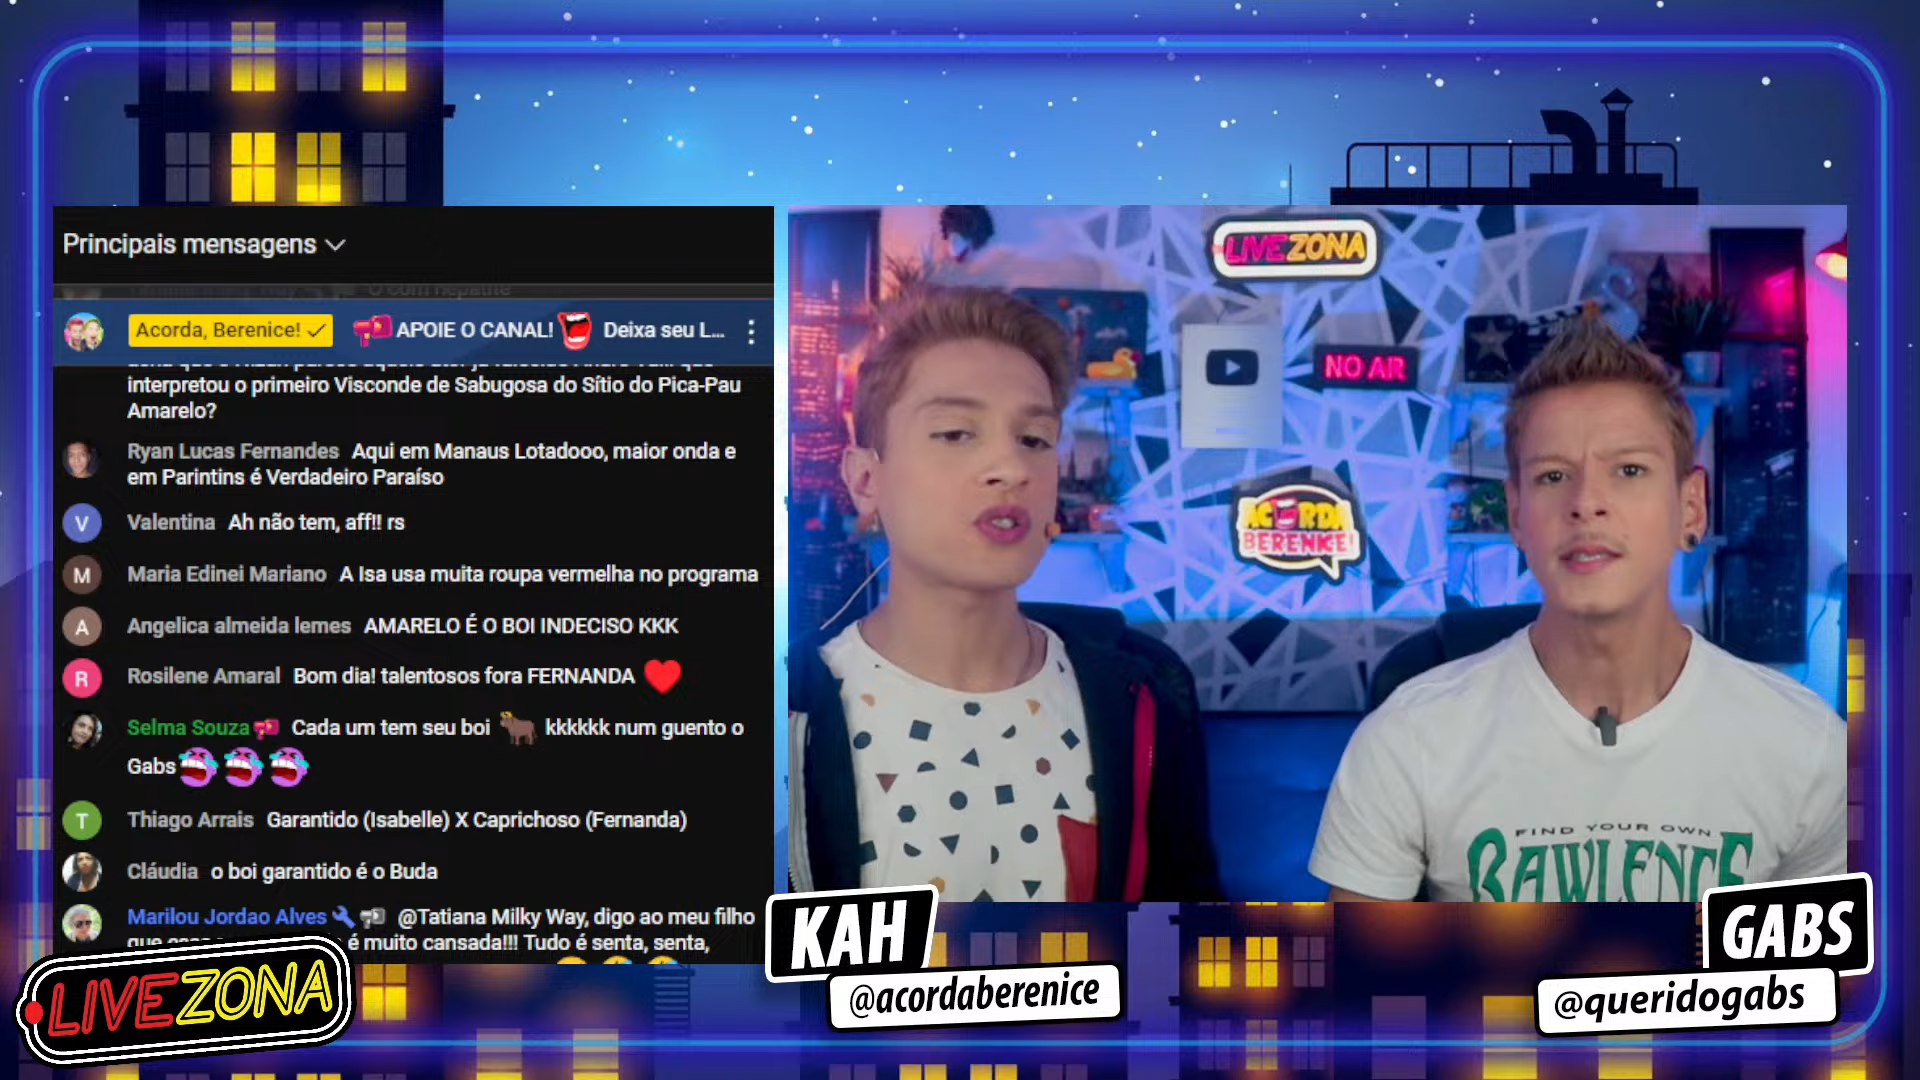 Principais mensagens
Acorda, Berenice! APOIE O CANAL! Deixa seu L...
interpretou o primeiro Visconde de Sabugosa do Sítio do Pica-Pau
Amarelo?
Ryan Lucas Fernandes Aqui em Manaus Lotadooo, maior onda e
em Parintins é Verdadeiro Paraíso
V Valentina Ah não tem, aff!! rs
M Maria Edinei Mariano A Isa usa muita roupa vermelha no programa
A Angelica almeida lemes AMARELO É O BOI INDECISO KKK
R Rosilene Amaral Bom dia! talentosos fora FERNANDA
Selma Souza Cada um tem seu boi kkkkkk num guento o
Gabs
T Thiago Arrais Garantido (Isabelle) X Caprichoso (Fernanda)
Cláudia o boi garantido é o Buda
Marilou Jordao Alves @Tatiana Milky Way, digo ao meu filho
é muito cansada!!! Tudo é senta, senta,
LIVEZONA
LIVEZONA
NO AR
ACORDA
BERENICE!
FIND YOUR OWN
RAWLENCE
KAH
@acordaberenice
GABS
@queridogabs